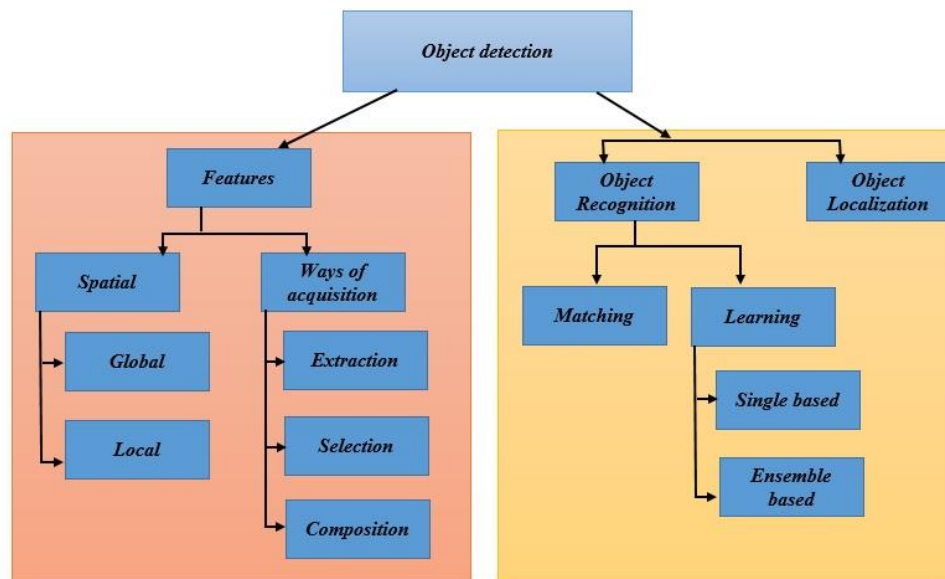 Object detection
Features
Spatial
Global
Local
Ways of
acquisition
Extraction
Selection
Composition
Object
Recognition
Matching
Learning
Single based
Ensemble
based
Object
Localization